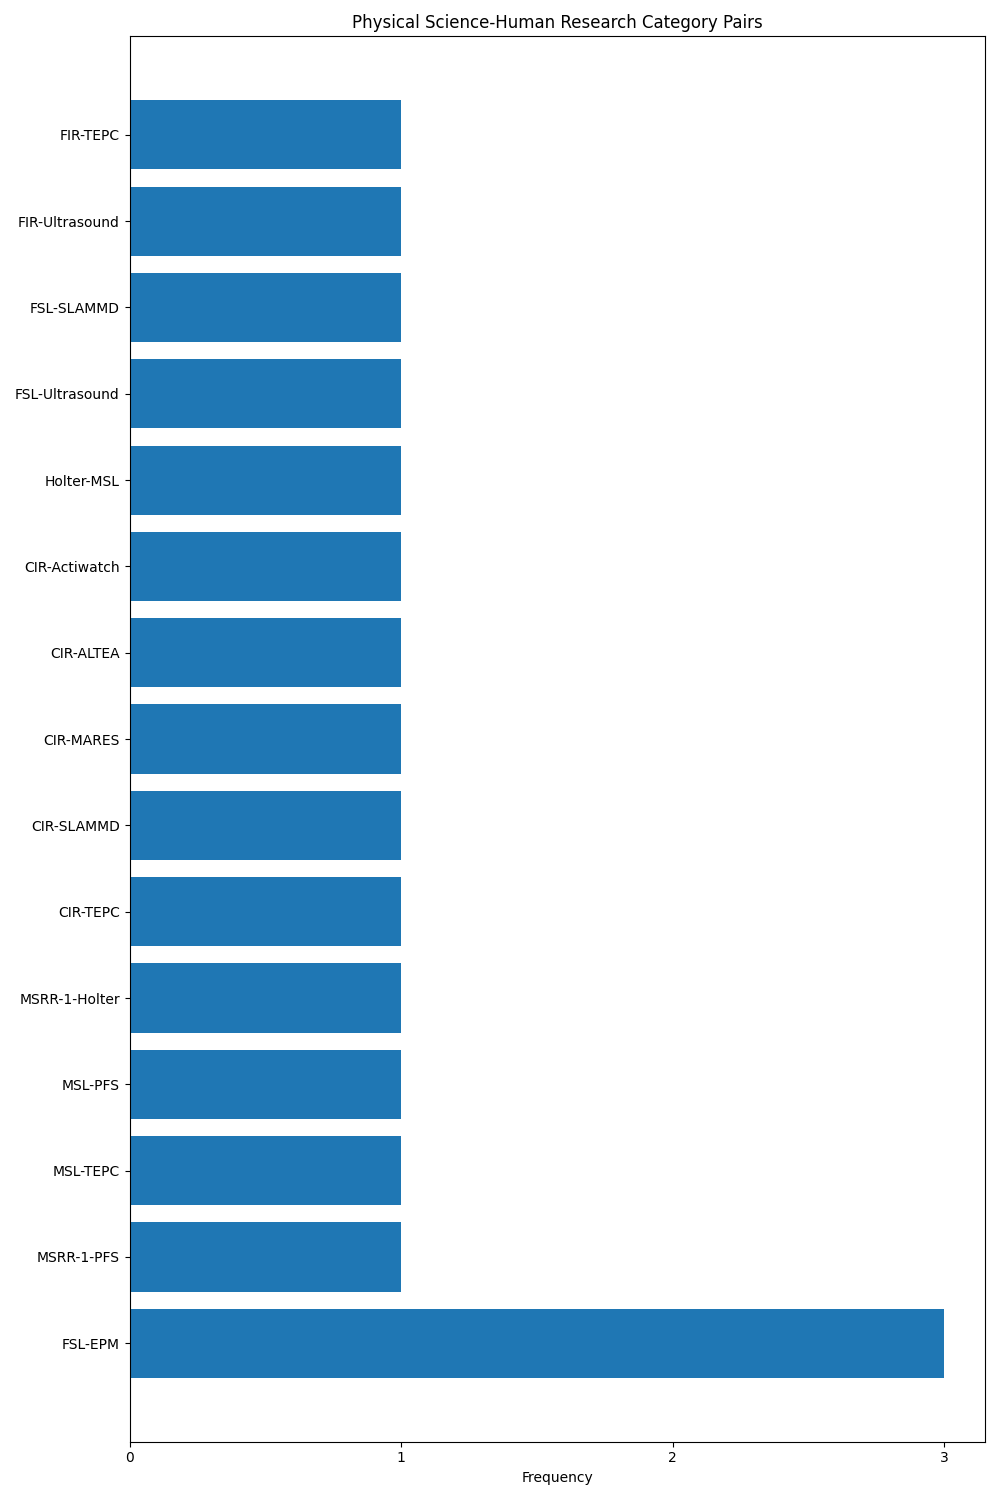 Physical Science-Human Research Category Pairs
FIR-TEPC
FIR-Ultrasound
FSL-SLAMMD
FSL-Ultrasound
Holter-MSL
CIR-Actiwatch
CIR-ALTEA
CIR-MARES
CIR-SLAMMD
CIR-TEPC
MSRR-1-Holter
MSL-PFS
MSL-TEPC
MSRR-1-PFS
FSL-EPM
0 1 2 3
Frequency